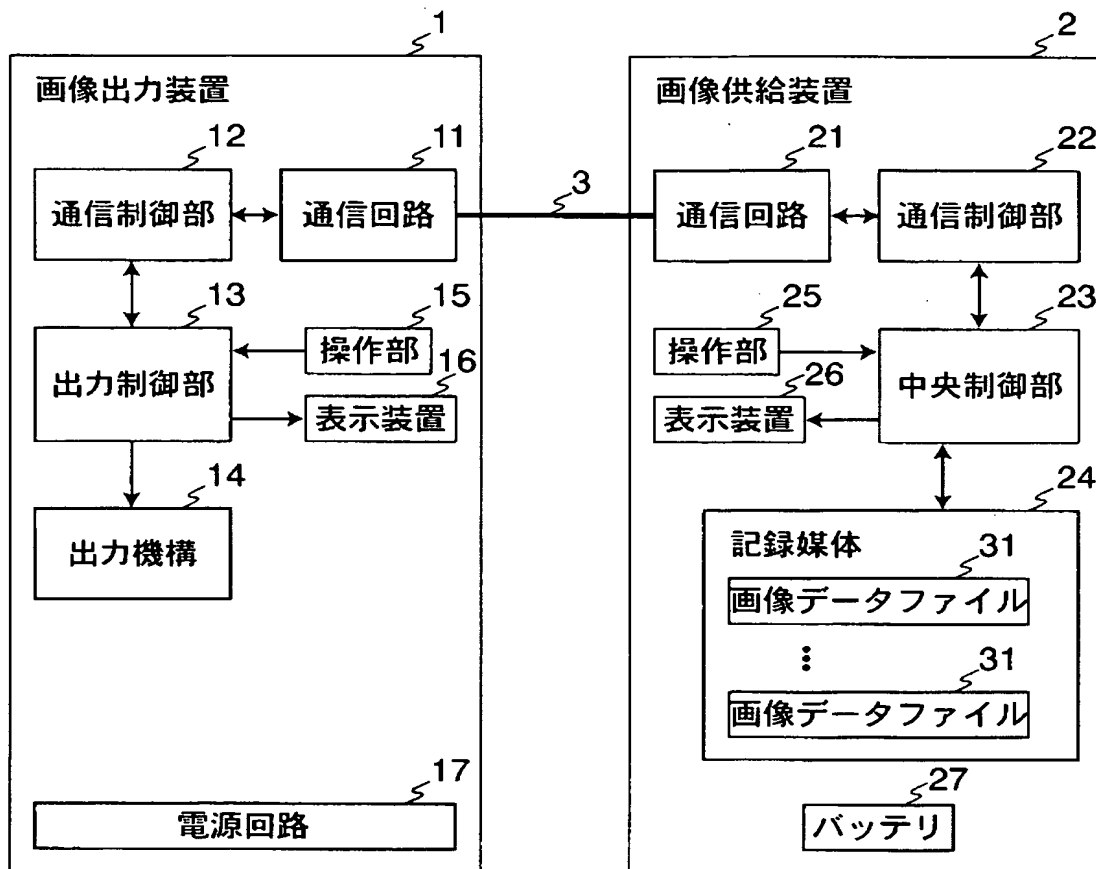 1
画像出力装置
12
通信制御部
11
通信回路
3
13
出力制御部
15
操作部
16
表示装置
14
出力機構
17
電源回路
2
画像供給装置
21
通信回路
22
通信制御部
25
操作部
23
中央制御部
26
表示装置
24
記録媒体
31
画像データファイル
31
画像データファイル
27
バッテリ